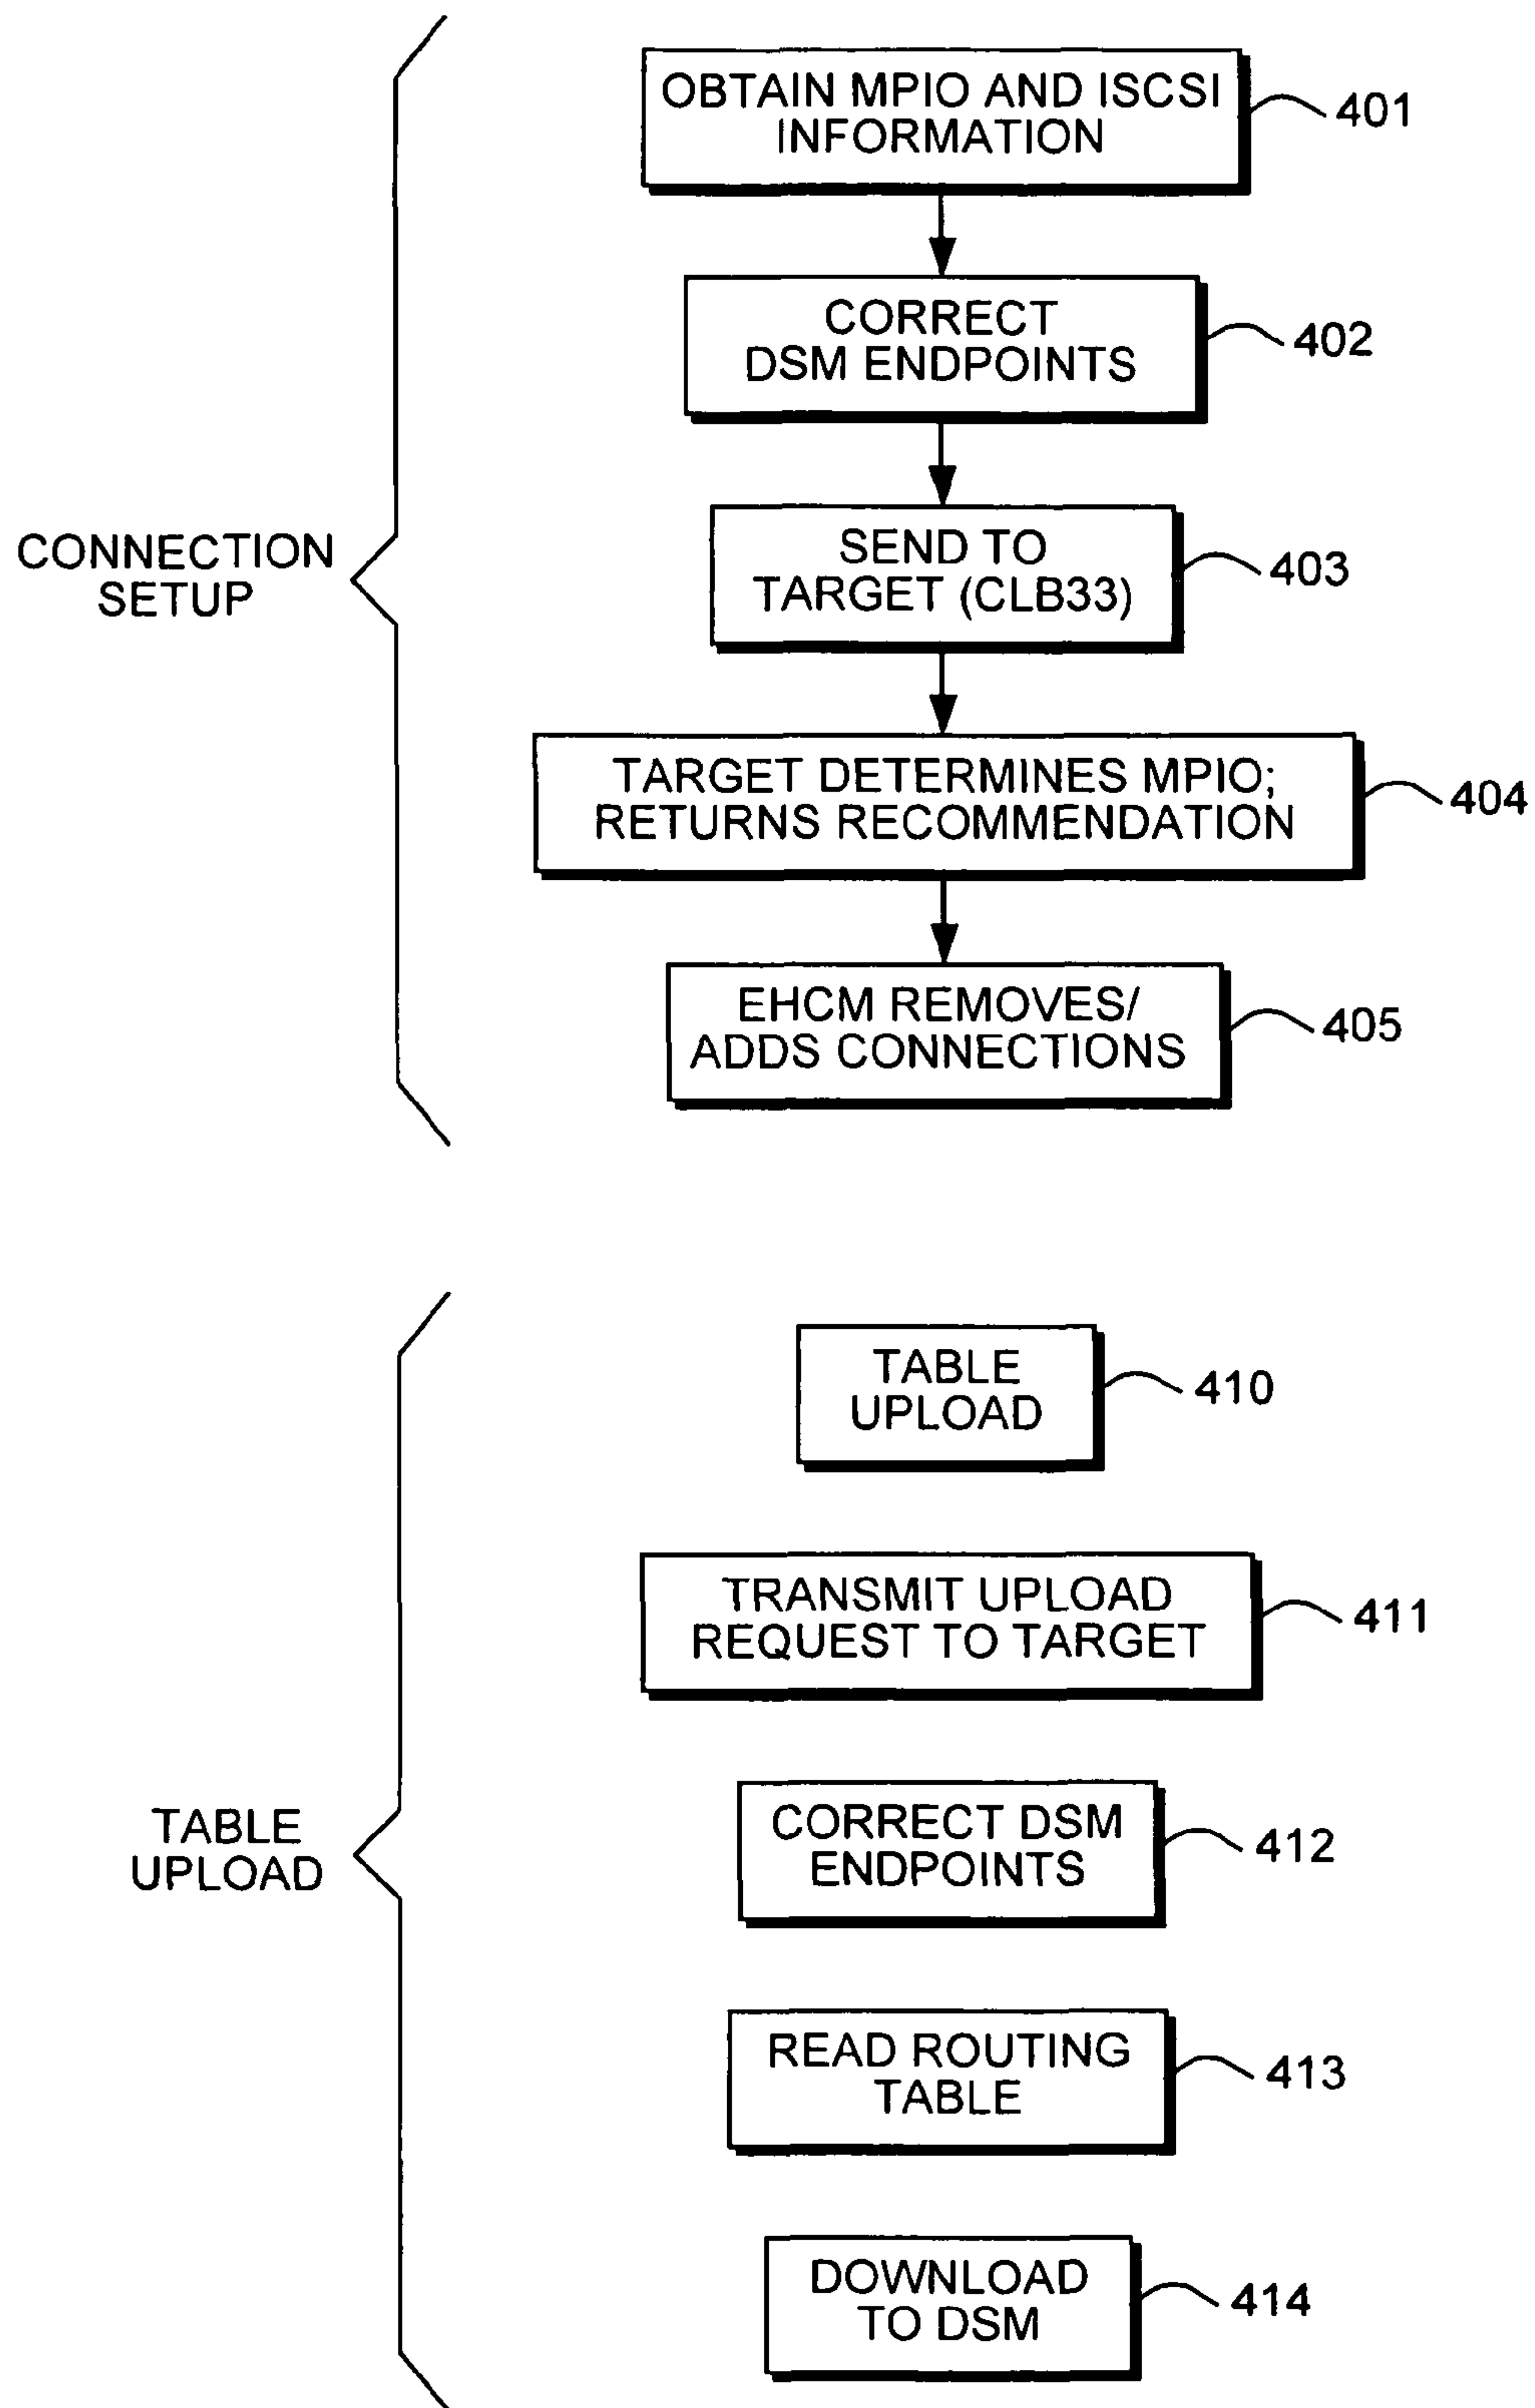 OBTAIN MPIO AND ISCSI
INFORMATION
401
CORRECT
DSM ENDPOINTS
402
SEND TO
TARGET (CLB33)
403
CONNECTION
SETUP
TARGET DETERMINES MPIO;
RETURNS RECOMMENDATION
404
EHCM REMOVES/
ADDS CONNECTIONS
405
TABLE
UPLOAD
410
TRANSMIT UPLOAD
REQUEST TO TARGET
411
CORRECT DSM
ENDPOINTS
412
TABLE
UPLOAD
READ ROUTING
TABLE
413
DOWNLOAD
TO DSM
414